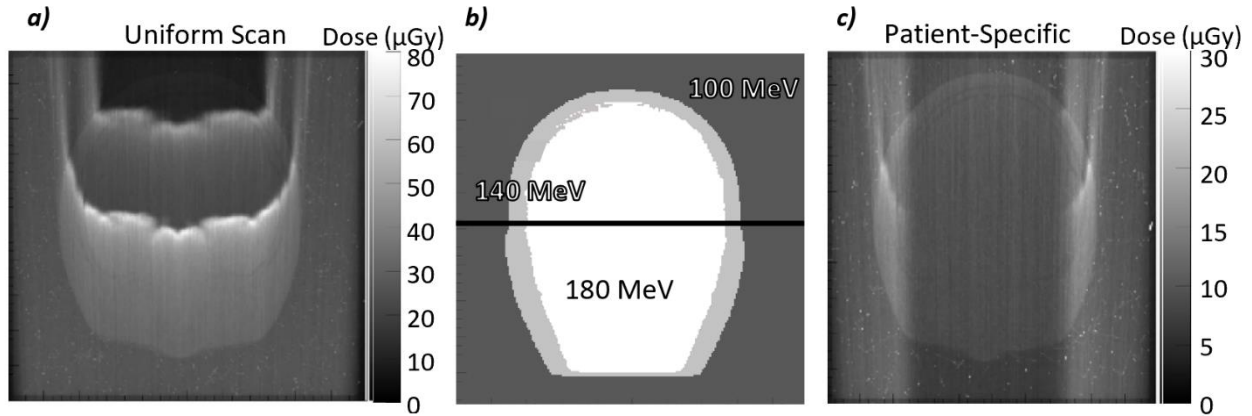 a)
Uniform Scan
Dose (µGy)
80
70
60
50
40
30
20
10
0
b)
100 MeV
140 MeV
180 MeV
c)
Patient-Specific
Dose (µGy)
30
25
20
15
10
5
0